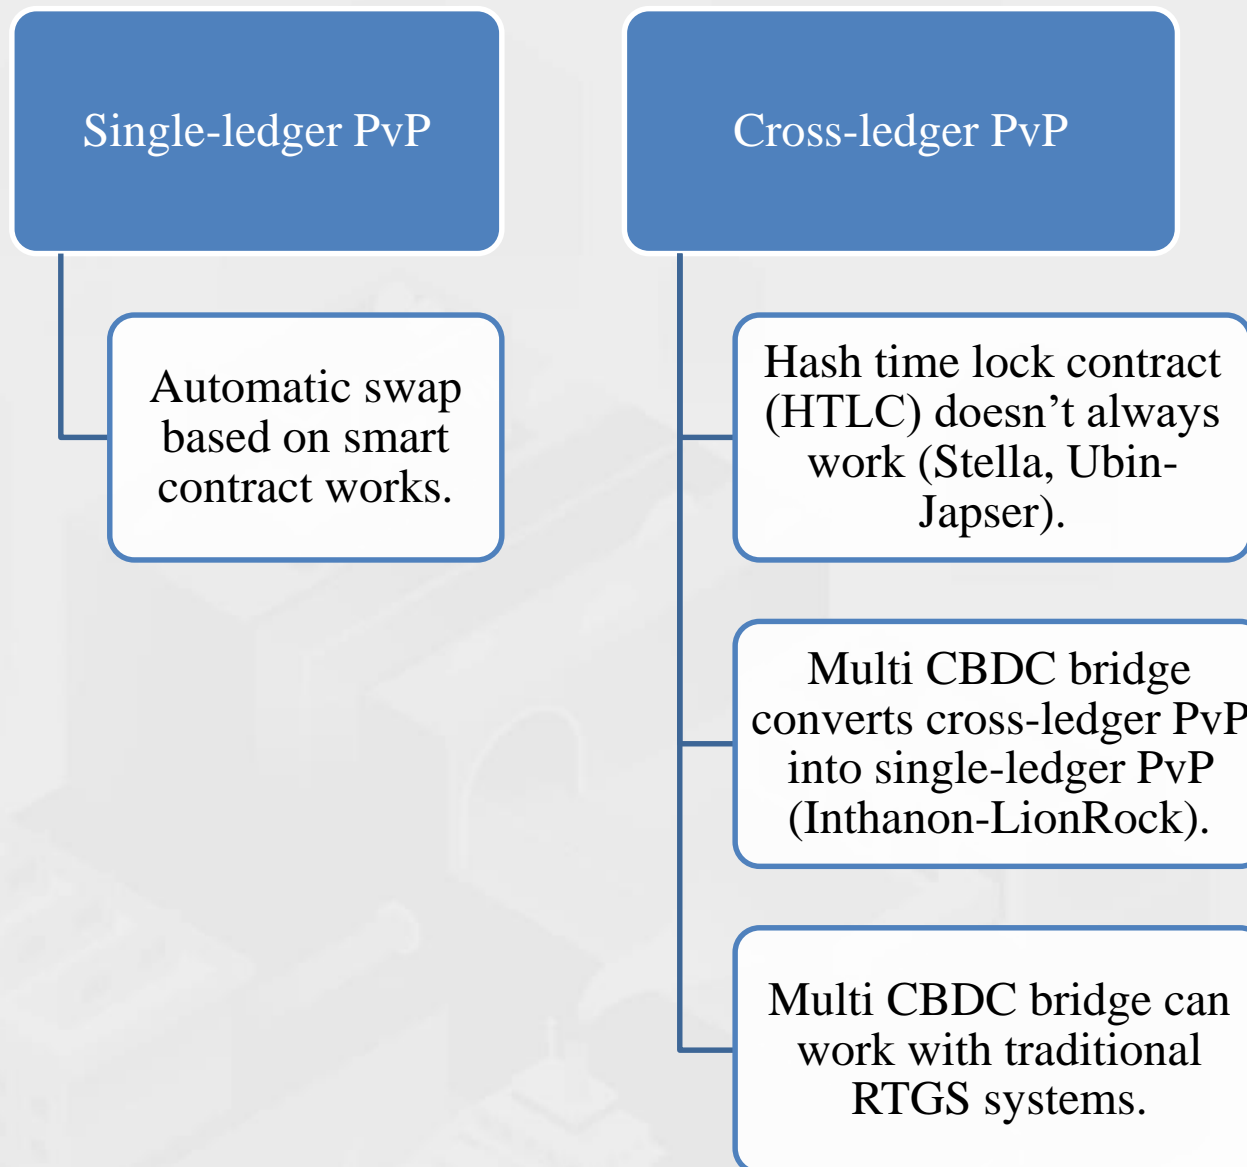 Single-ledger PvP
Automatic swap
based on smart
contract works.
Cross-ledger PvP
Hash time lock contract
(HTLC) doesn’t always
work (Stella, Ubin-
Japser).
Multi CBDC bridge
converts cross-ledger PvP
into single-ledger PvP
(Inthanon-LionRock).
Multi CBDC bridge can
work with traditional
RTGS systems.